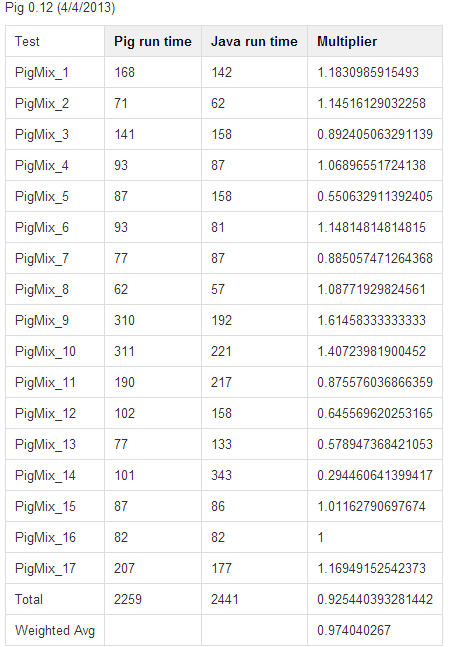 Pig 0.12 (4/4/2013)
Test Pig run time Java run time Multiplier
PigMix_1 168 142 1.1830985915493
PigMix_2 71 62 1.14516129032258
PigMix_3 141 158 0.892405063291139
PigMix_4 93 87 1.06896551724138
PigMix_5 87 158 0.550632911392405
PigMix_6 93 81 1.14814814814815
PigMix_7 77 87 0.885057471264368
PigMix_8 62 57 1.08771929824561
PigMix_9 310 192 1.61458333333333
PigMix_10 311 221 1.40723981900452
PigMix_11 190 217 0.875576036866359
PigMix_12 102 158 0.645569620253165
PigMix_13 77 133 0.578947368421053
PigMix_14 101 343 0.294460641399417
PigMix_15 87 86 1.01162790697674
PigMix_16 82 82 1
PigMix_17 207 177 1.16949152542373
Total 2259 2441 0.925440393281442
Weighted Avg 0.974040267